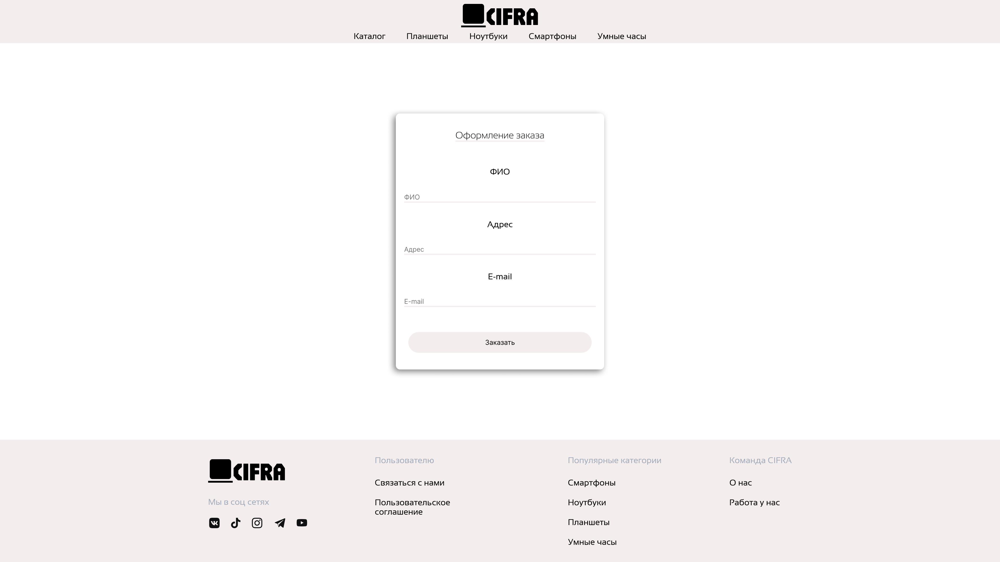 CIFRA
Каталог Планшеты Ноутбуки Смартфоны Умные часы
Оформление заказа
ФИО
ФИО
Адрес
Адрес
E-mail
E-mail
Заказать
CIFRA
Мы в соц сетях
Пользователю
Связаться с нами
Пользовательское
соглашение
Популярные категории
Смартфоны
Ноутбуки
Планшеты
Умные часы
Команда CIFRA
О нас
Работа у нас